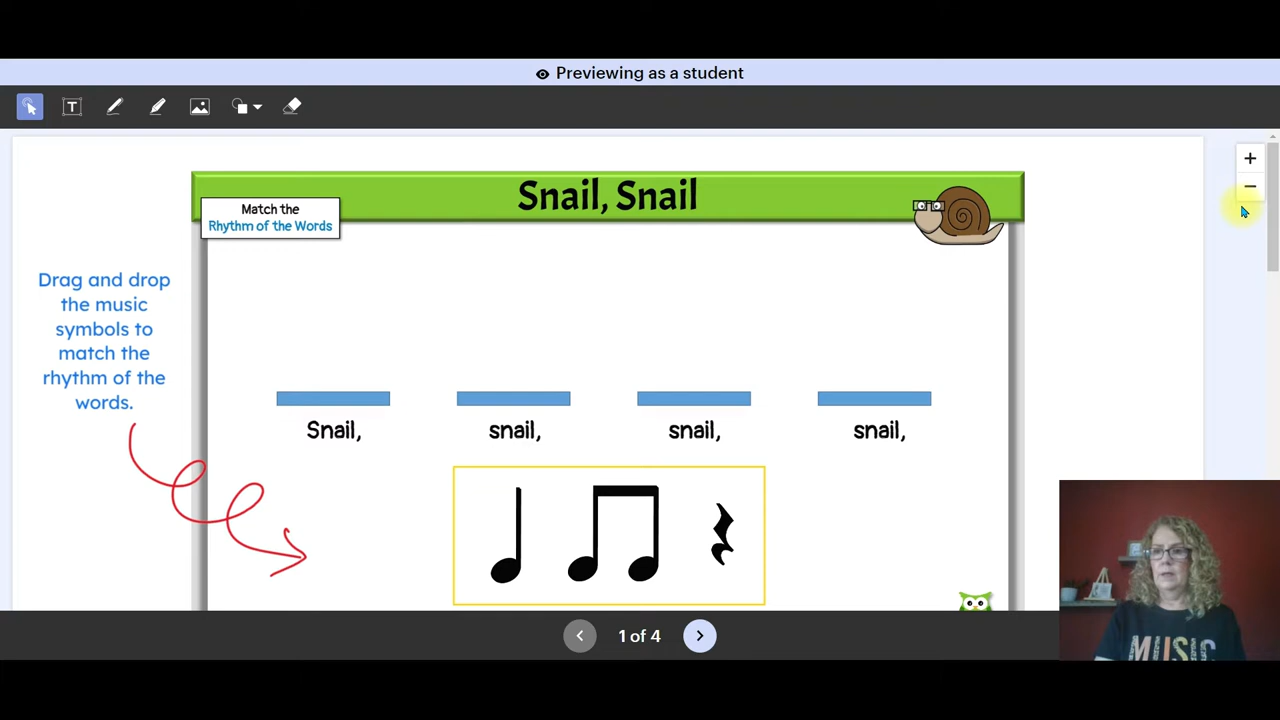 Previewing as a student
T
Snail, Snail
Match the
Rhythm of the Words
Drag and drop
the music
symbols to
match the
rhythm of the
words.
Snail, snail, snail, snail,
1 of 4
MUSIC